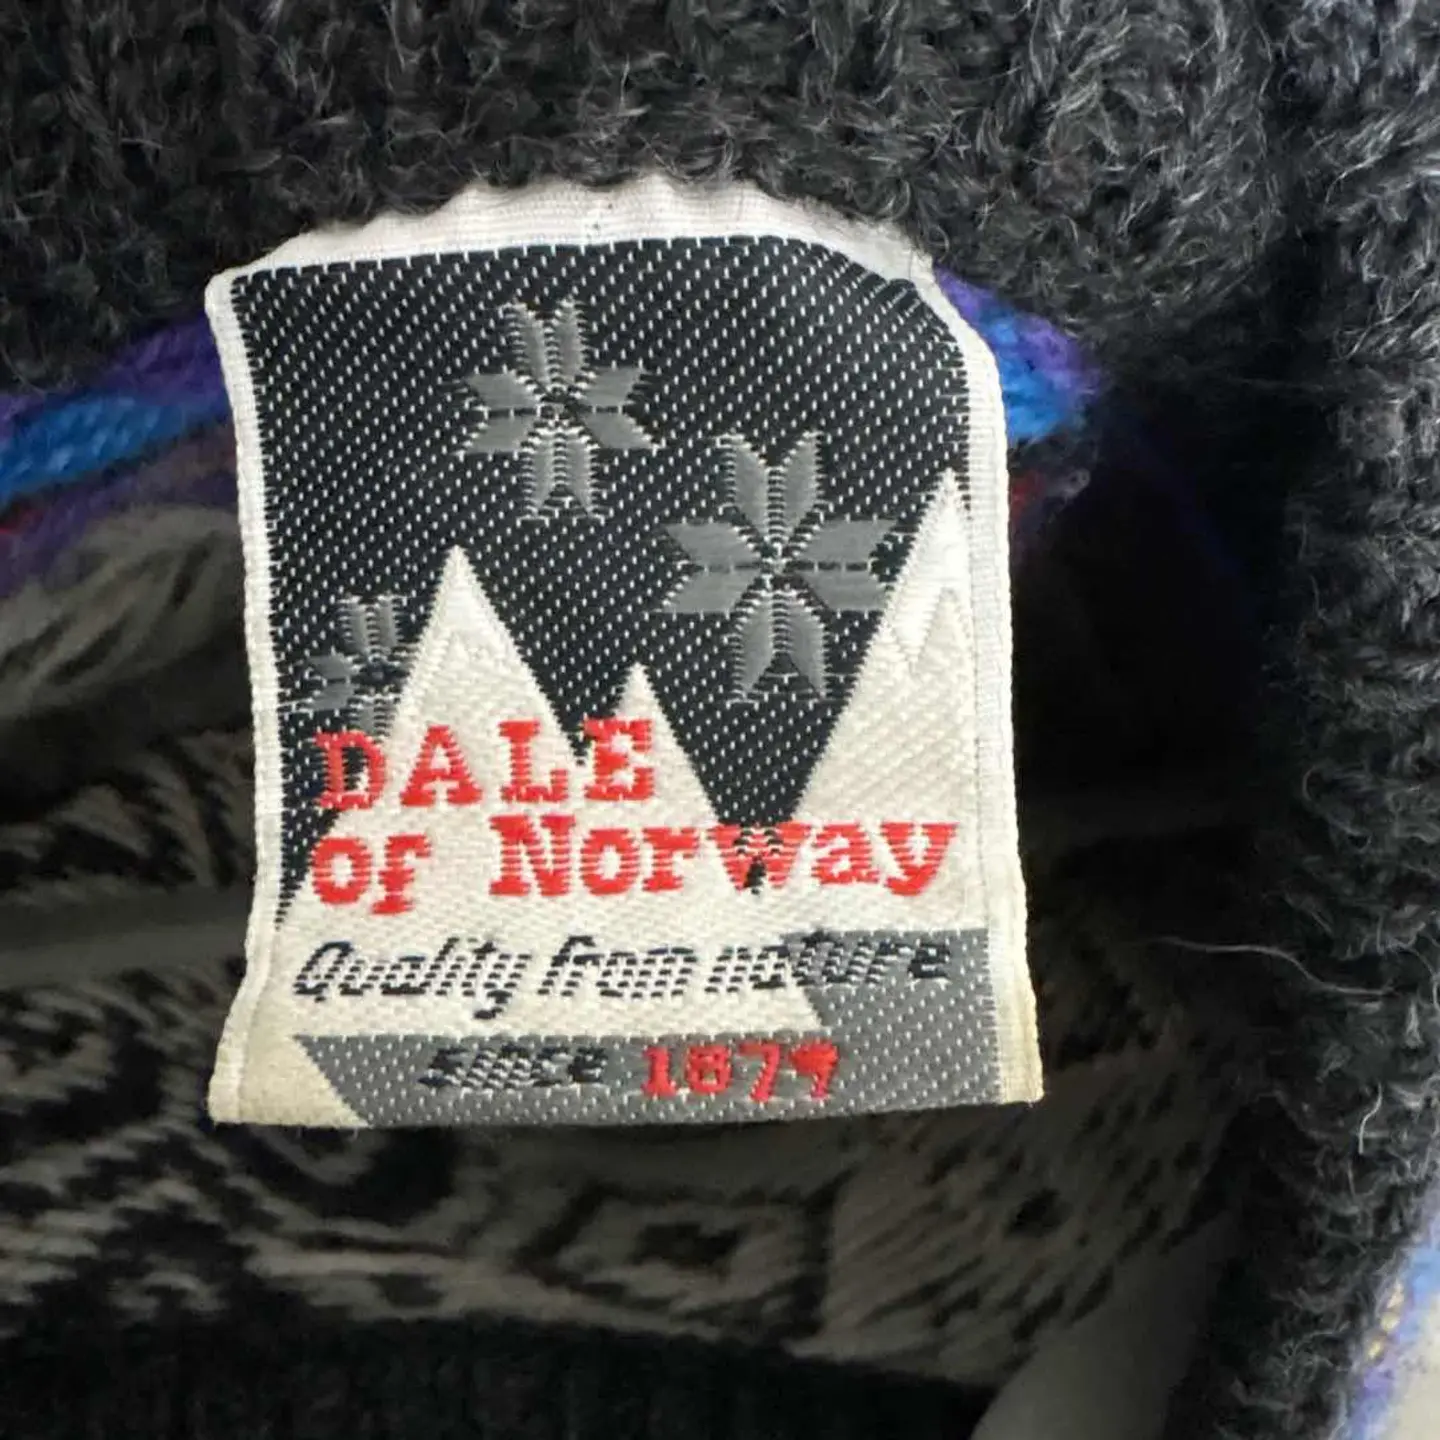 DALE
of Norway
Quality from nature
since 1879